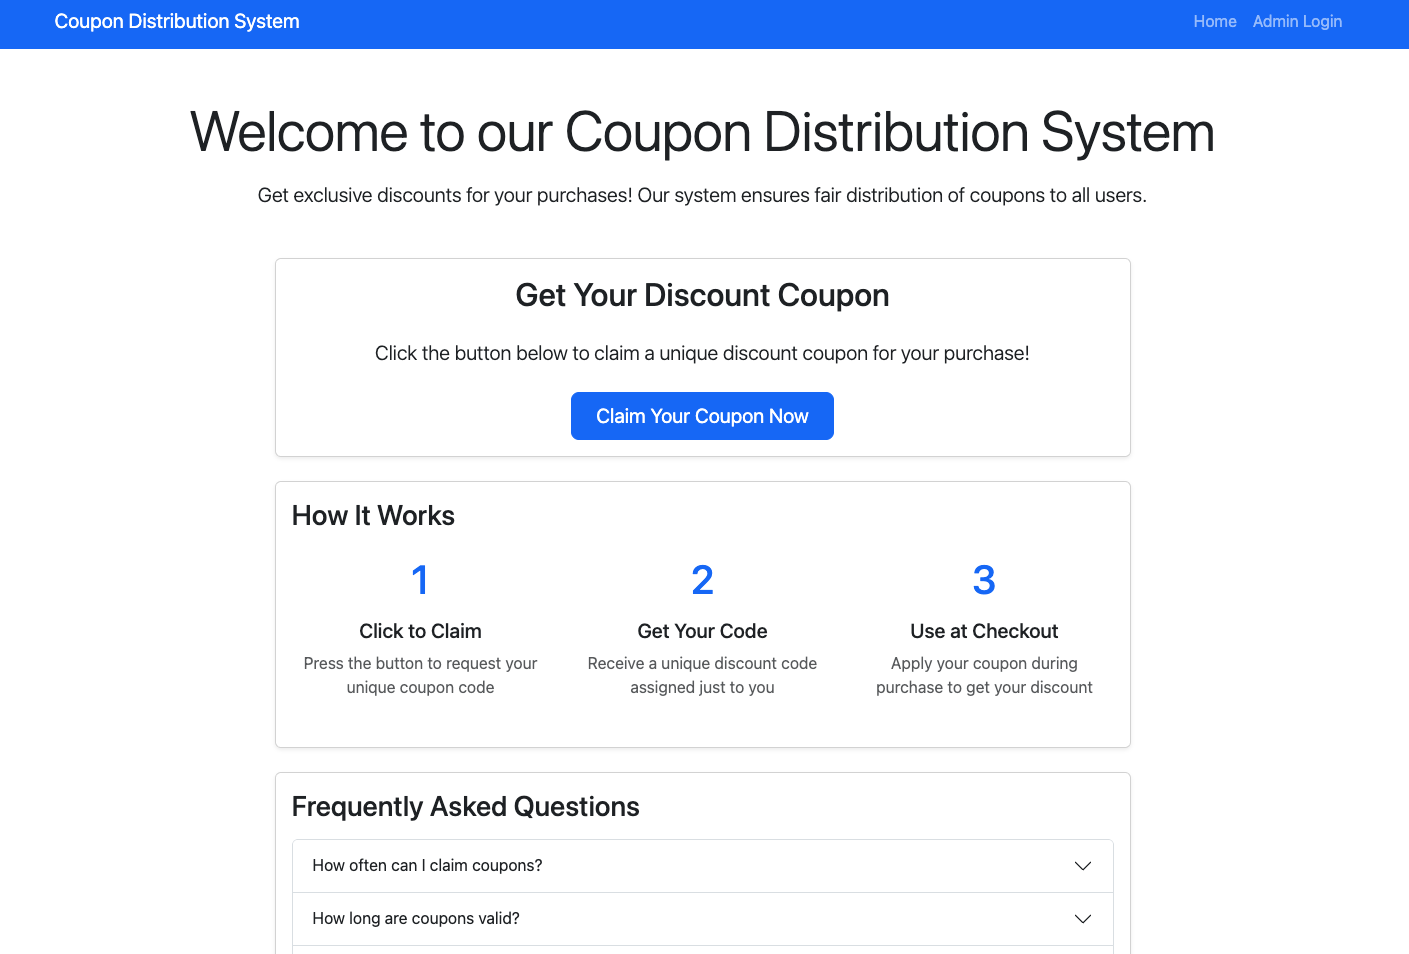 Coupon Distribution System
Home
Admin Login
Welcome to our Coupon Distribution System
Get exclusive discounts for your purchases! Our system ensures fair distribution of coupons to all users.
Get Your Discount Coupon
Click the button below to claim a unique discount coupon for your purchase!
Claim Your Coupon Now
How It Works
1
Click to Claim
Press the button to request your
unique coupon code
2
Get Your Code
Receive a unique discount code
assigned just to you
3
Use at Checkout
Apply your coupon during
purchase to get your discount
Frequently Asked Questions
How often can I claim coupons?
How long are coupons valid?